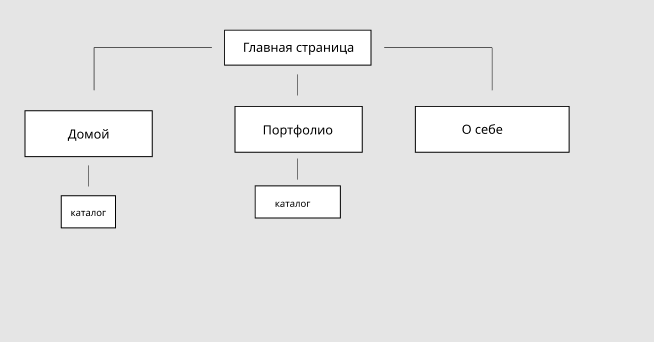 Главная страница
Домой
Портфолио
О себе
каталог
каталог